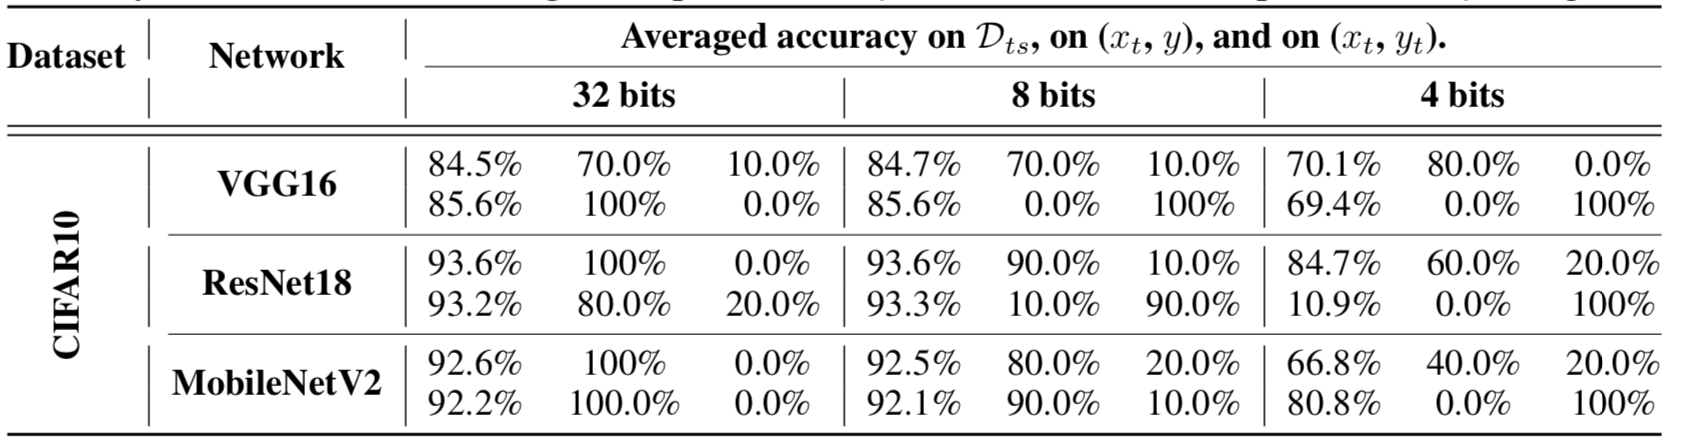 Dataset Network Averaged accuracy on 𝒟ts, on (xt, y), and on (xt, yt).
32 bits 8 bits 4 bits
CIFAR10
VGG16
84.5% 70.0% 10.0% 84.7% 70.0% 10.0% 70.1% 80.0% 0.0%
85.6% 100% 0.0% 85.6% 0.0% 100% 69.4% 0.0% 100%
ResNet18
93.6% 100% 0.0% 93.6% 90.0% 10.0% 84.7% 60.0% 20.0%
93.2% 80.0% 20.0% 93.3% 10.0% 90.0% 10.9% 0.0% 100%
MobileNetV2
92.6% 100% 0.0% 92.5% 80.0% 20.0% 66.8% 40.0% 20.0%
92.2% 100.0% 0.0% 92.1% 90.0% 10.0% 80.8% 0.0% 100%